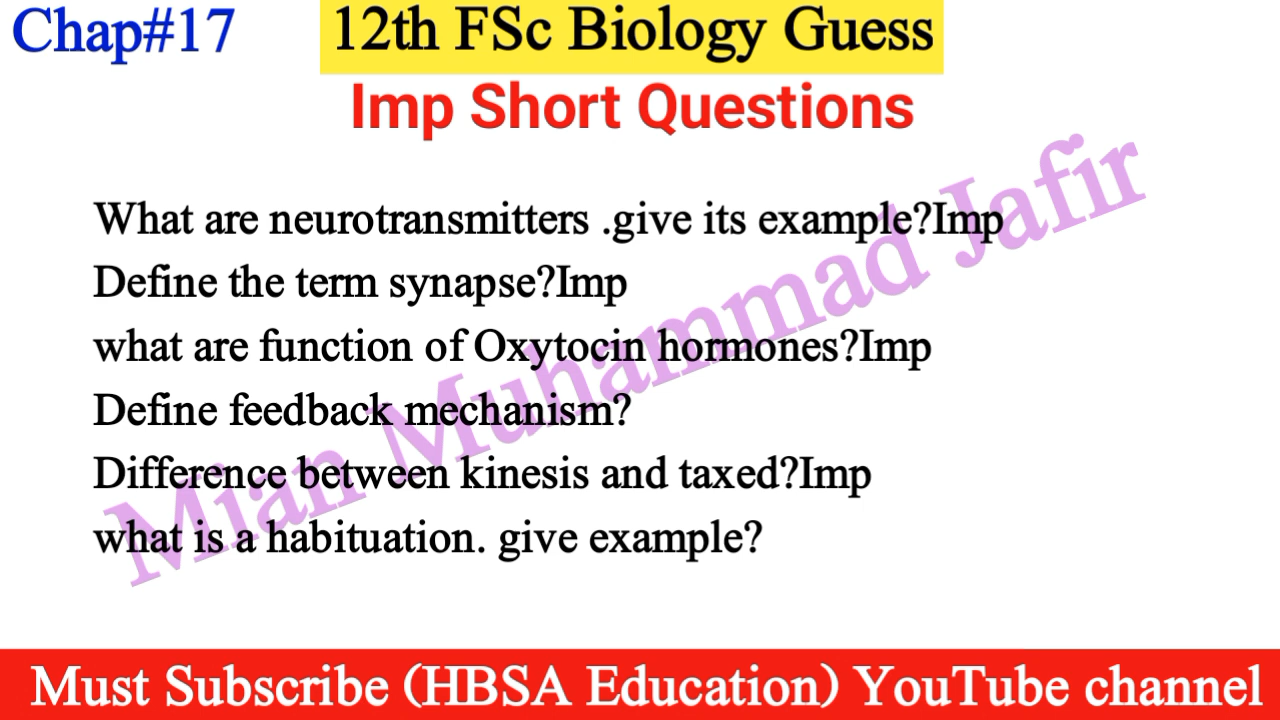 Chap#17
12th FSc Biology Guess
Imp Short Questions
What are neurotransmitters .give its example?Imp
Define the term synapse?Imp
what are function of Oxytocin hormones?Imp
Define feedback mechanism?
Difference between kinesis and taxed?Imp
what is a habituation. give example?
Mian Muhammad Jafir
Must Subscribe (HBSA Education) YouTube channel